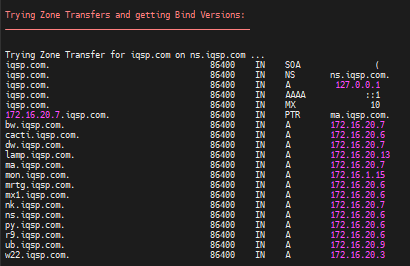 Trying Zone Transfers and getting Bind Versions:
Trying Zone Transfer for iqsp.com on ns.iqsp.com ...
iqsp.com. 86400 IN SOA (
iqsp.com. 86400 IN NS ns.iqsp.com.
iqsp.com. 86400 IN A 127.0.0.1
iqsp.com. 86400 IN AAAA ::1
iqsp.com. 86400 IN MX 10
172.16.20.7.iqsp.com. 86400 IN PTR ma.iqsp.com.
bw.iqsp.com. 86400 IN A 172.16.20.7
cacti.iqsp.com. 86400 IN A 172.16.20.6
dw.iqsp.com. 86400 IN A 172.16.20.7
lamp.iqsp.com. 86400 IN A 172.16.20.13
ma.iqsp.com. 86400 IN A 172.16.20.7
mon.iqsp.com. 86400 IN A 172.16.1.15
mrtg.iqsp.com. 86400 IN A 172.16.20.6
mx1.iqsp.com. 86400 IN A 172.16.20.6
nk.iqsp.com. 86400 IN A 172.16.20.7
ns.iqsp.com. 86400 IN A 172.16.20.6
py.iqsp.com. 86400 IN A 172.16.20.6
r9.iqsp.com. 86400 IN A 172.16.20.6
ub.iqsp.com. 86400 IN A 172.16.20.9
w22.iqsp.com. 86400 IN A 172.16.20.3